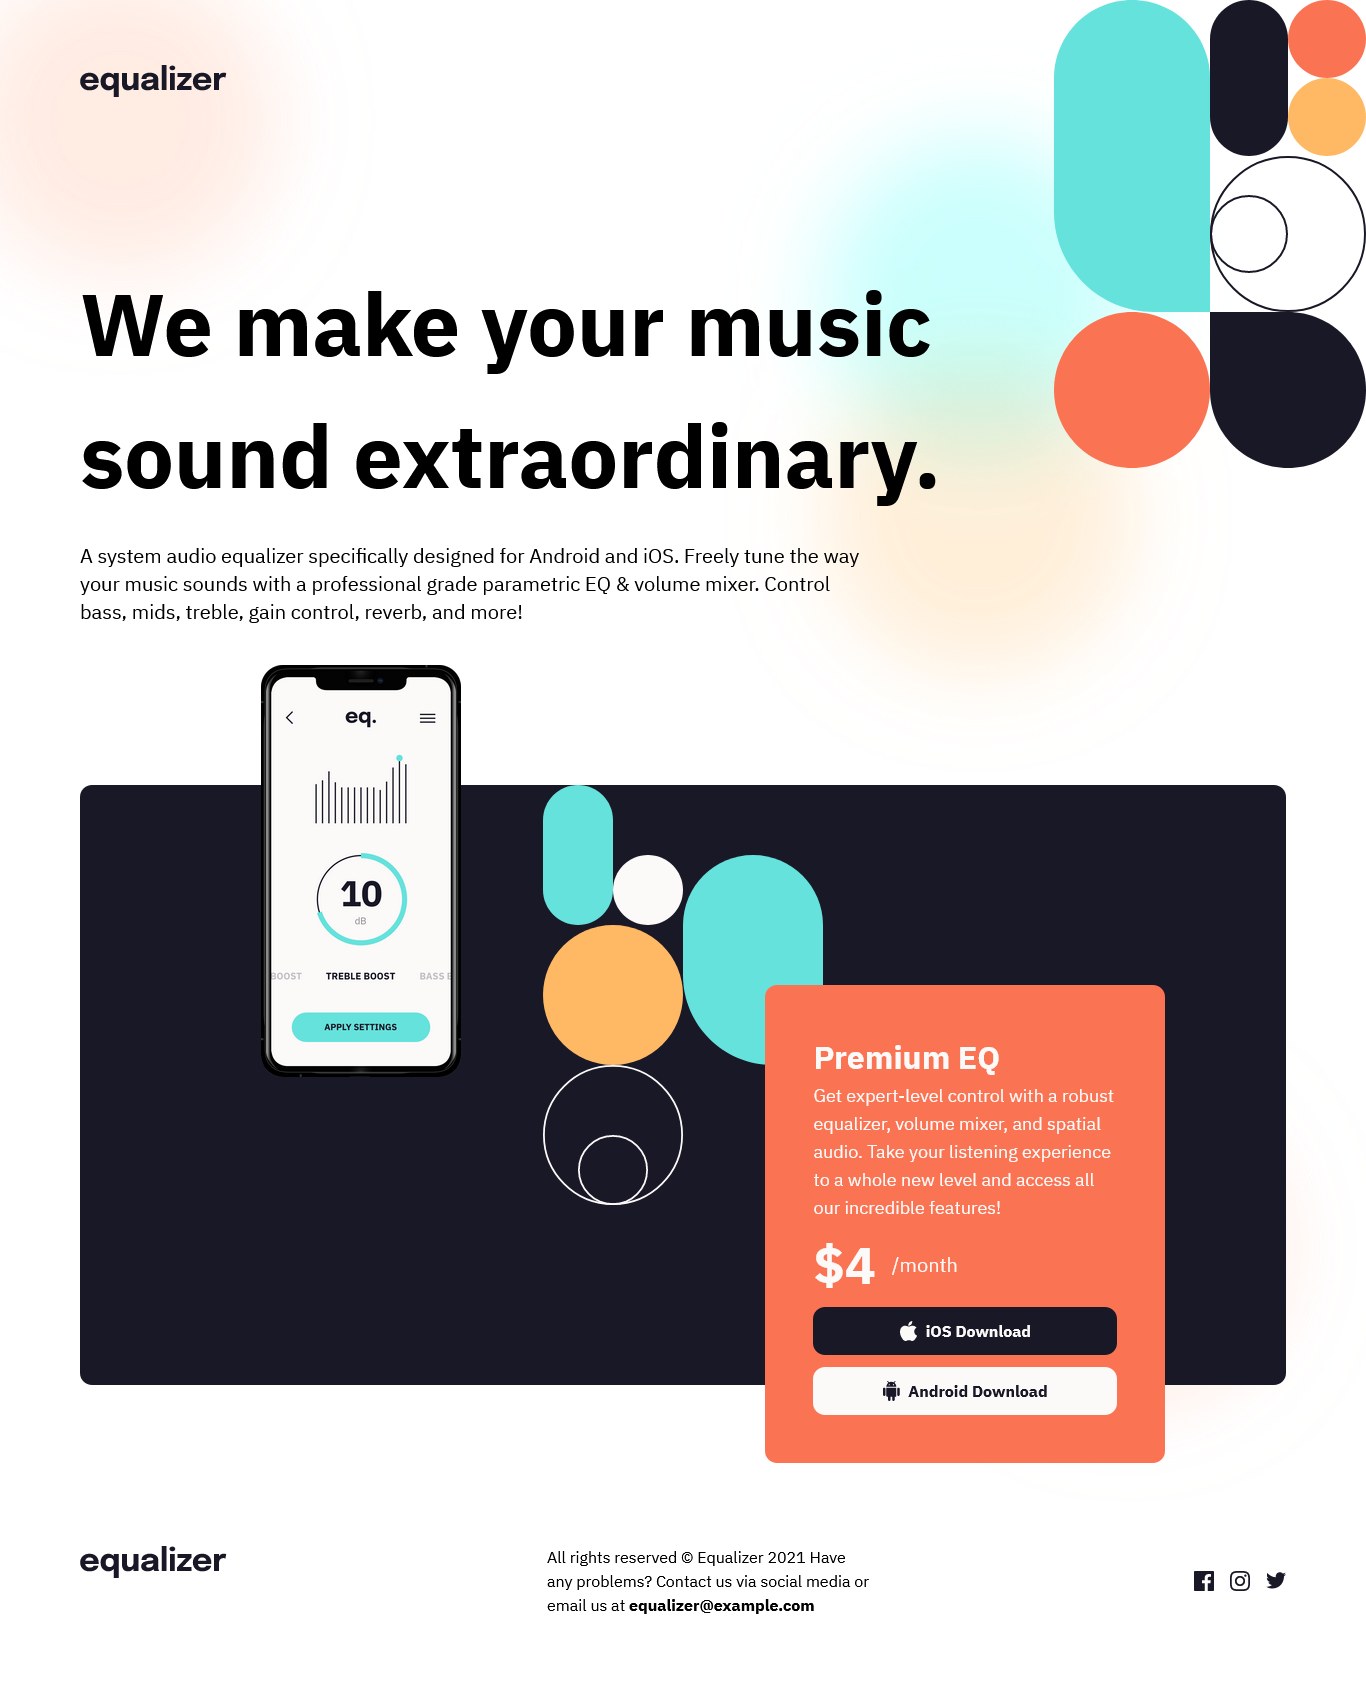 equalizer
We make your music
sound extraordinary.
A system audio equalizer specifically designed for Android and iOS. Freely tune the way
your music sounds with a professional grade parametric EQ & volume mixer. Control
bass, mids, treble, gain control, reverb, and more!
eq.
10
dB
BOOST TREBLE BOOST BASS B
APPLY SETTINGS
Premium EQ
Get expert-level control with a robust
equalizer, volume mixer, and spatial
audio. Take your listening experience
to a whole new level and access all
our incredible features!
$4 /month
iOS Download
Android Download
equalizer
All rights reserved © Equalizer 2021 Have
any problems? Contact us via social media or
email us at equalizer@example.com